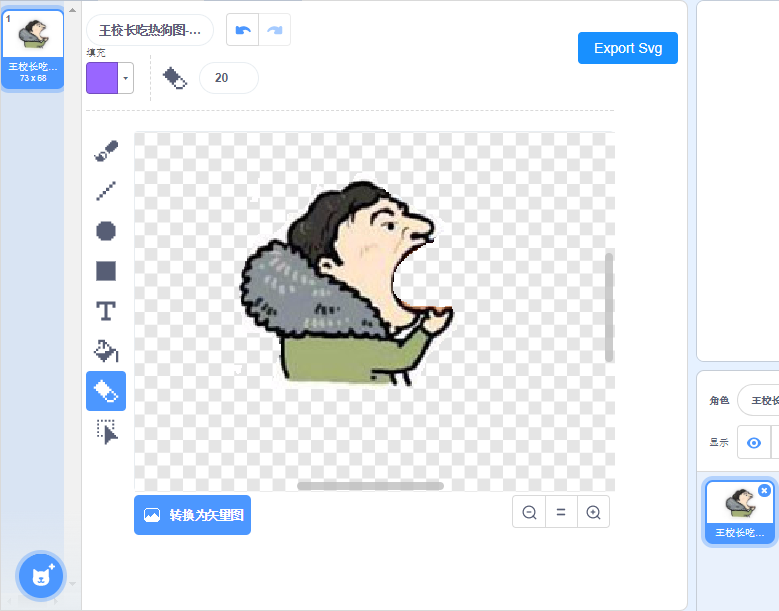 1
王校长吃...
73 x 68
王校长吃热狗图-...
填充
20
Export Svg
T
转换为矢量图
角色
王校长
显示
王校长吃...